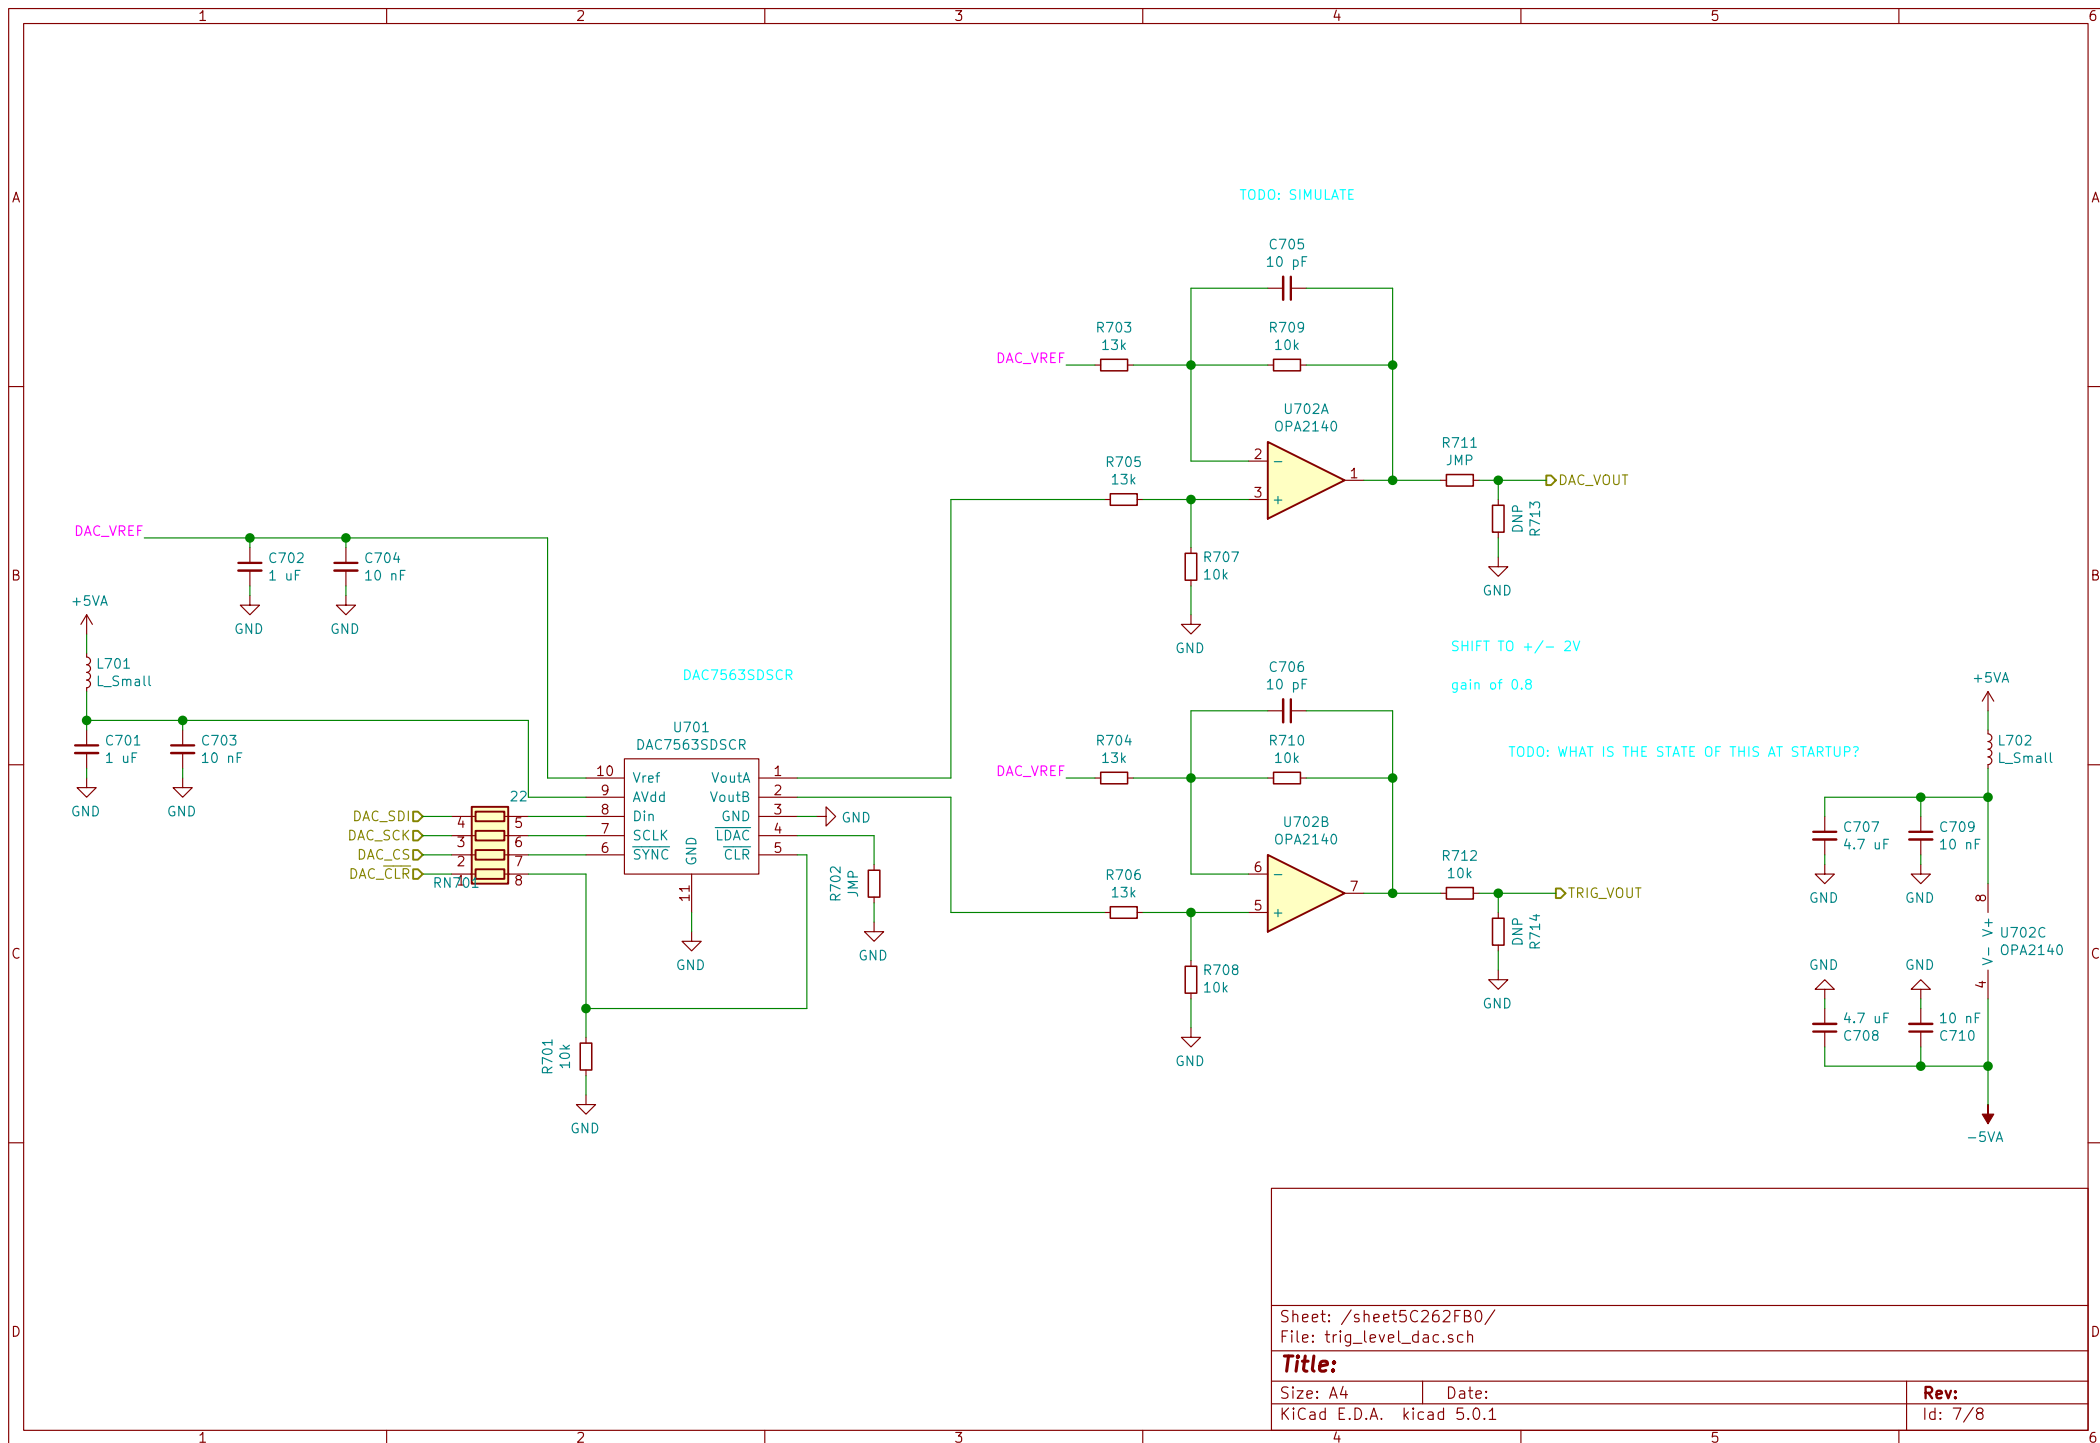 1 2 3 4 5 6
A A
TODO: SIMULATE
C705
10 pF
R703
13k
R709
10k
DAC_VREF
U702A
OPA2140
2
3
1
−
+
R705
13k
R711
JMP
DAC_VOUT
DNP
R713
GND
R707
10k
GND
B B
DAC_VREF
C702
1 uF
GND
C704
10 nF
GND
+5VA
L701
L_Small
C701
1 uF
GND
C703
10 nF
GND
SHIFT TO +/− 2V
gain of 0.8
TODO: WHAT IS THE STATE OF THIS AT STARTUP?
DAC7563SDSCR
U701
DAC7563SDSCR
10 Vref VoutA 1
9 AVdd VoutB 2
8 Din GND 3
7 SCLK LDAC 4
6 SYNC CLR 5
GND
11
GND
GND
22
DAC_SDI 4 5
DAC_SCK 3 6
DAC_CS 2 7
DAC_CLR 1 8
RN701
R702
JMP
GND
R701
10k
GND
C706
10 pF
R704
13k
R710
10k
DAC_VREF
U702B
OPA2140
6
5
7
−
+
R706
13k
R712
10k
TRIG_VOUT
DNP
R714
GND
R708
10k
GND
+5VA
L702
L_Small
C707
4.7 uF
GND
C709
10 nF
GND
8
V+
V−
4
U702C
OPA2140
GND
GND
4.7 uF
C708
10 nF
C710
−5VA
C C
D D
Sheet: /sheet5C262FB0/
File: trig_level_dac.sch
Title:
Size: A4 Date: Rev:
KiCad E.D.A. kicad 5.0.1 Id: 7/8
1 2 3 4 5 6